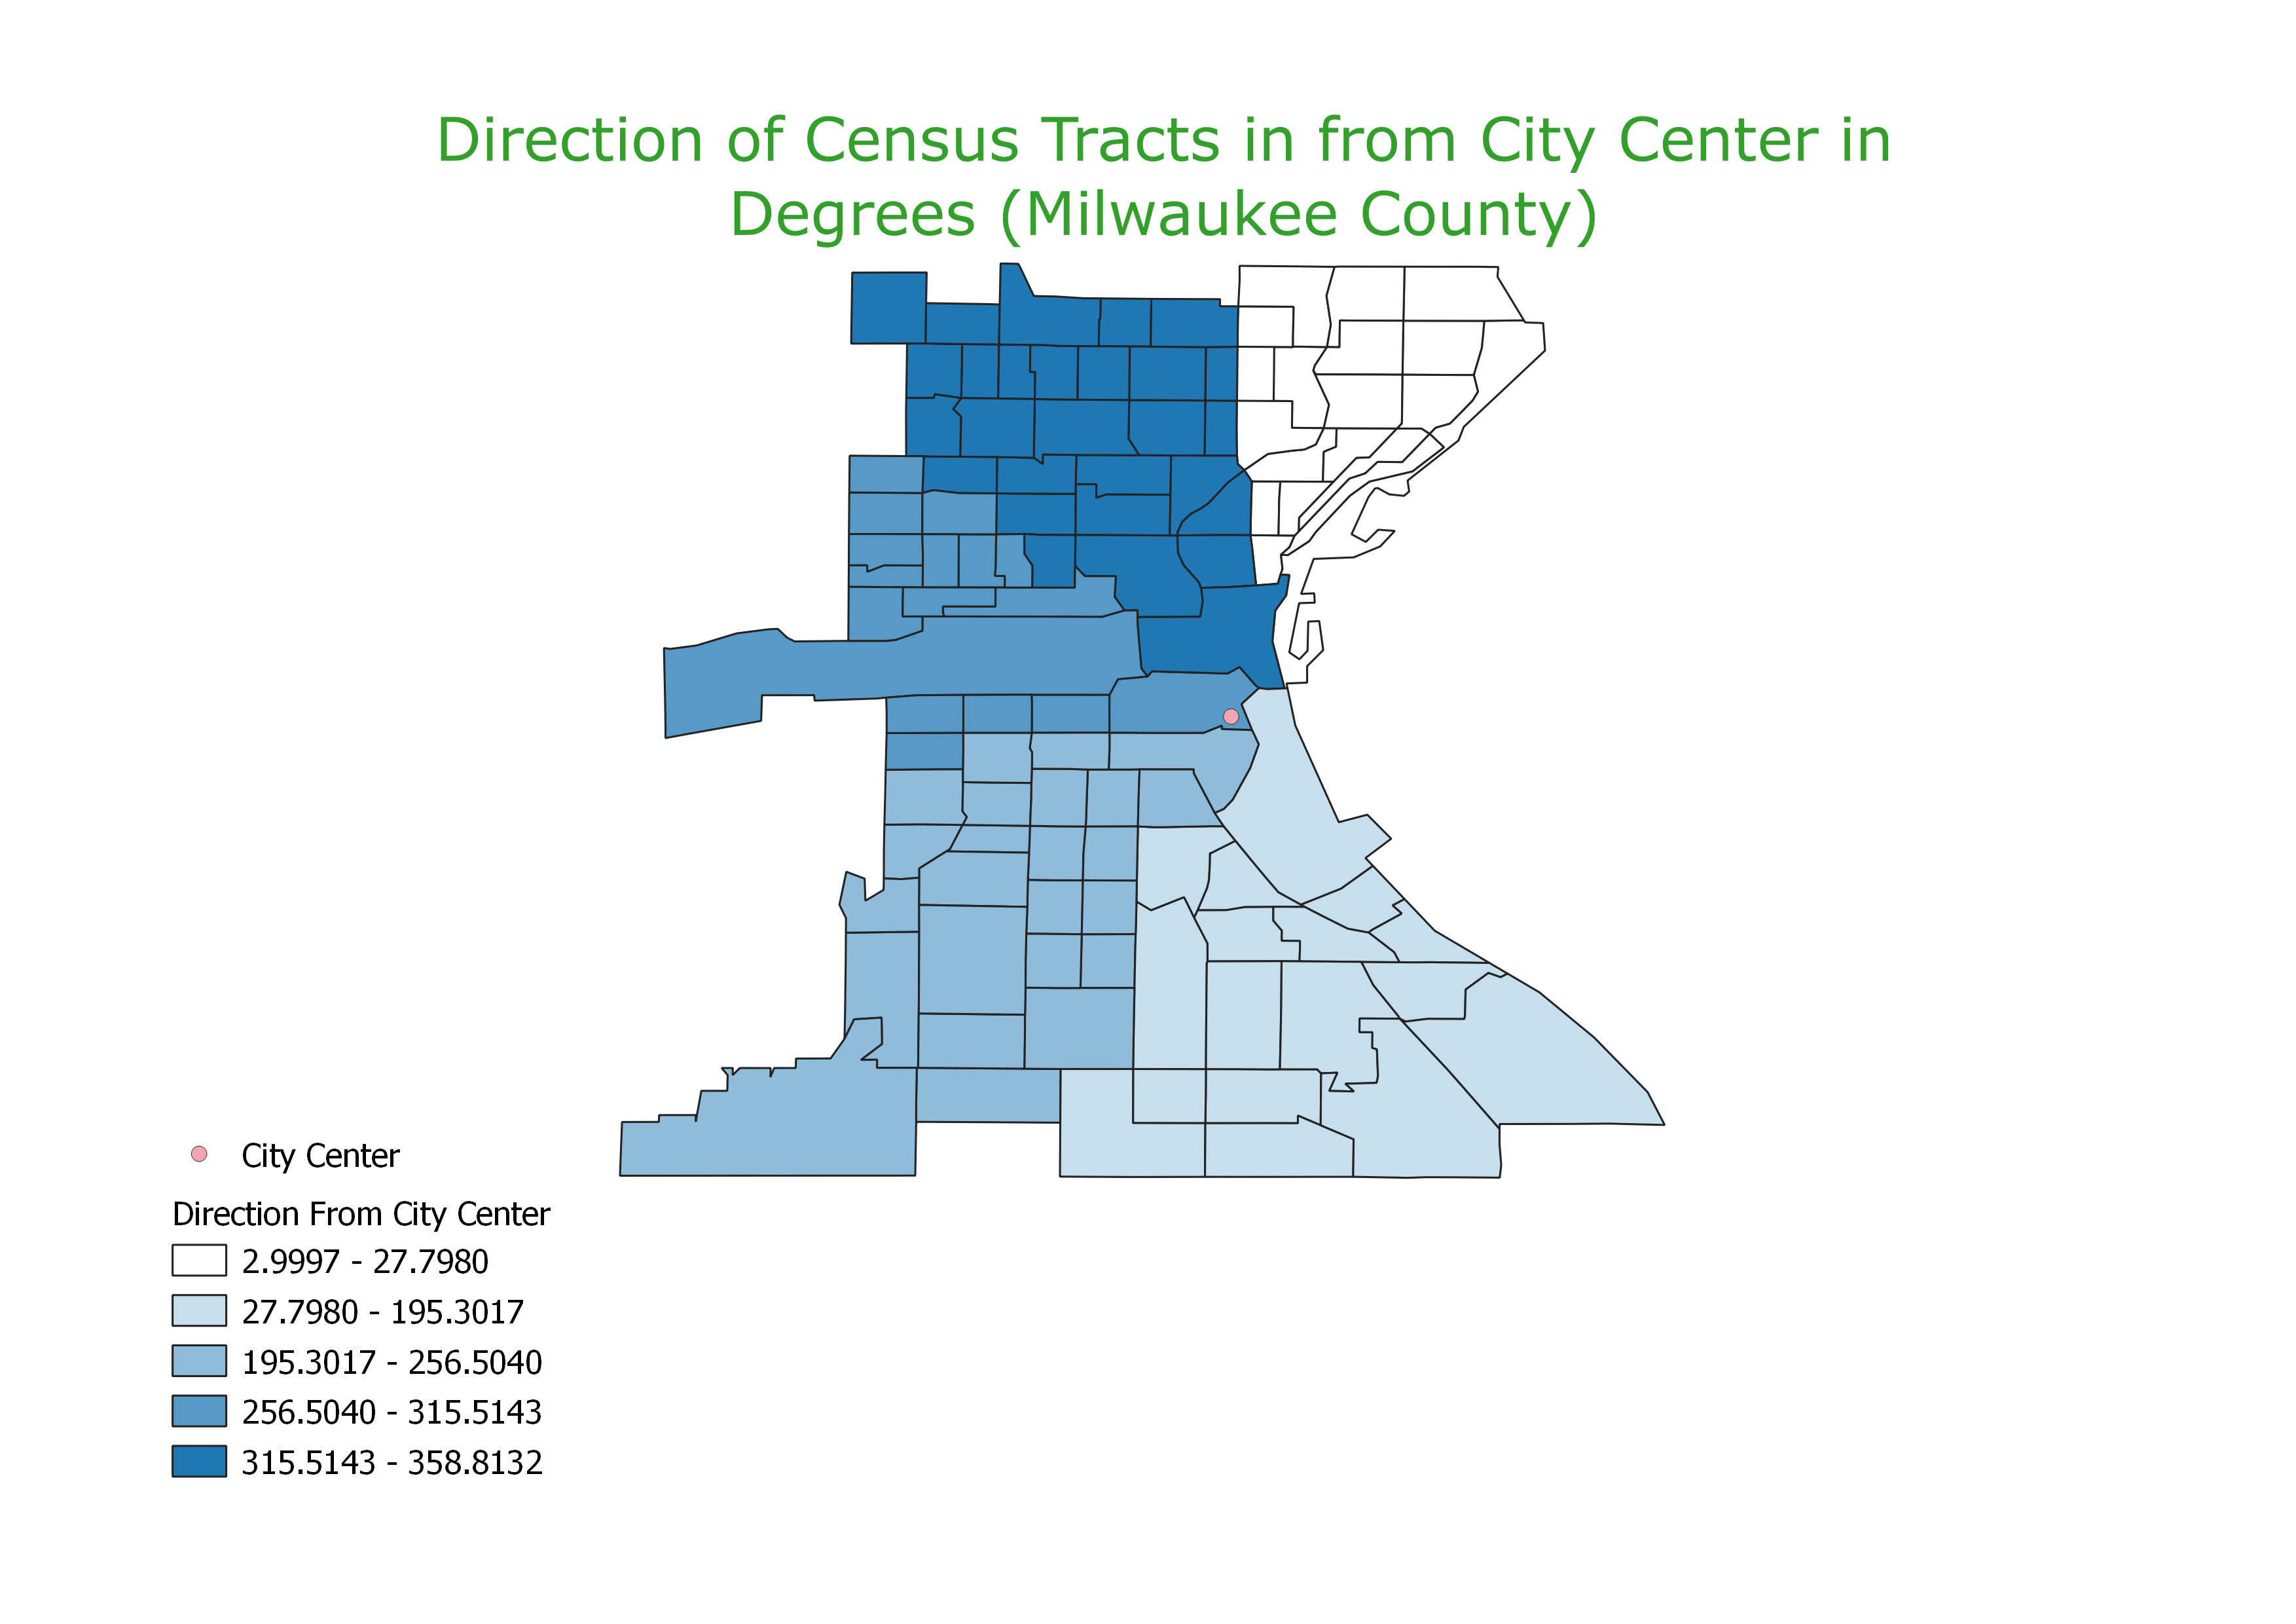 Direction of Census Tracts in from City Center in
Degrees (Milwaukee County)
City Center
Direction From City Center
2.9997 - 27.7980
27.7980 - 195.3017
195.3017 - 256.5040
256.5040 - 315.5143
315.5143 - 358.8132